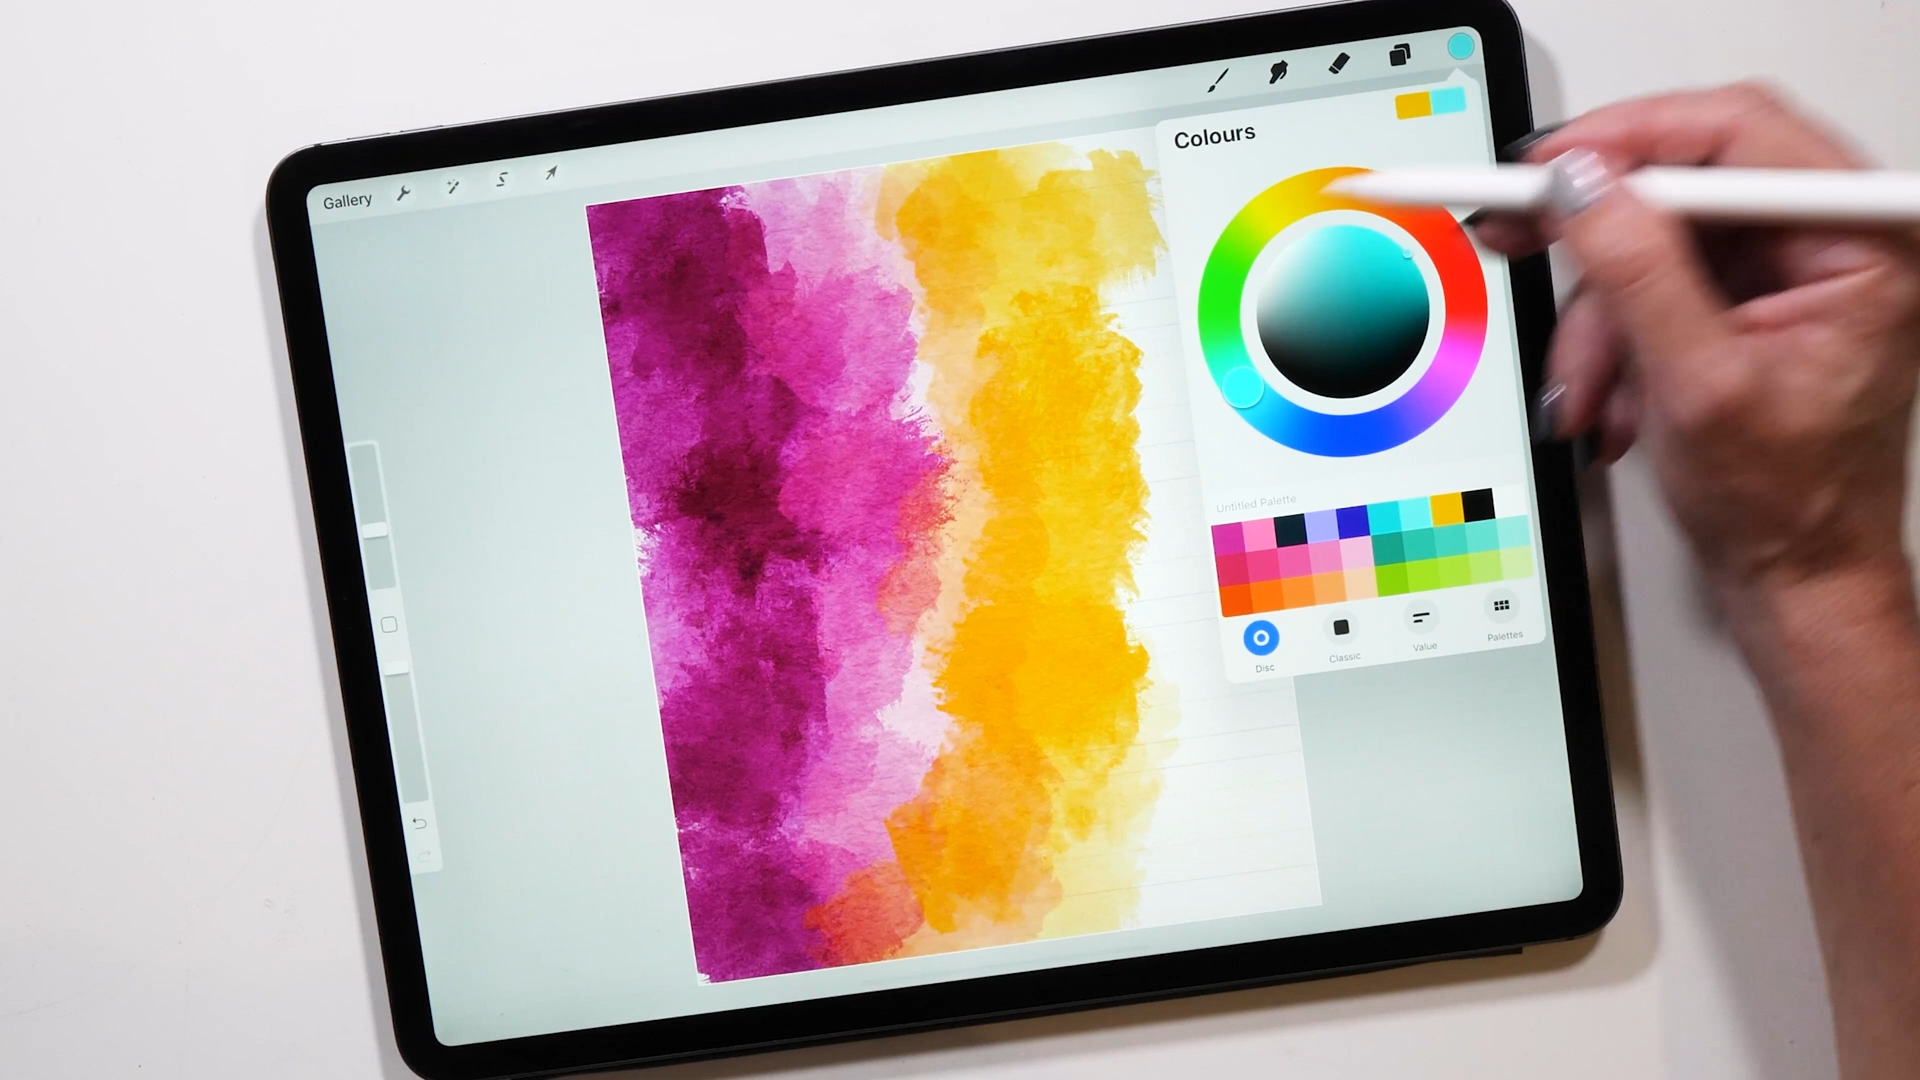 Gallery
Colours
Untitled Palette
Disc
Classic
Value
Palettes